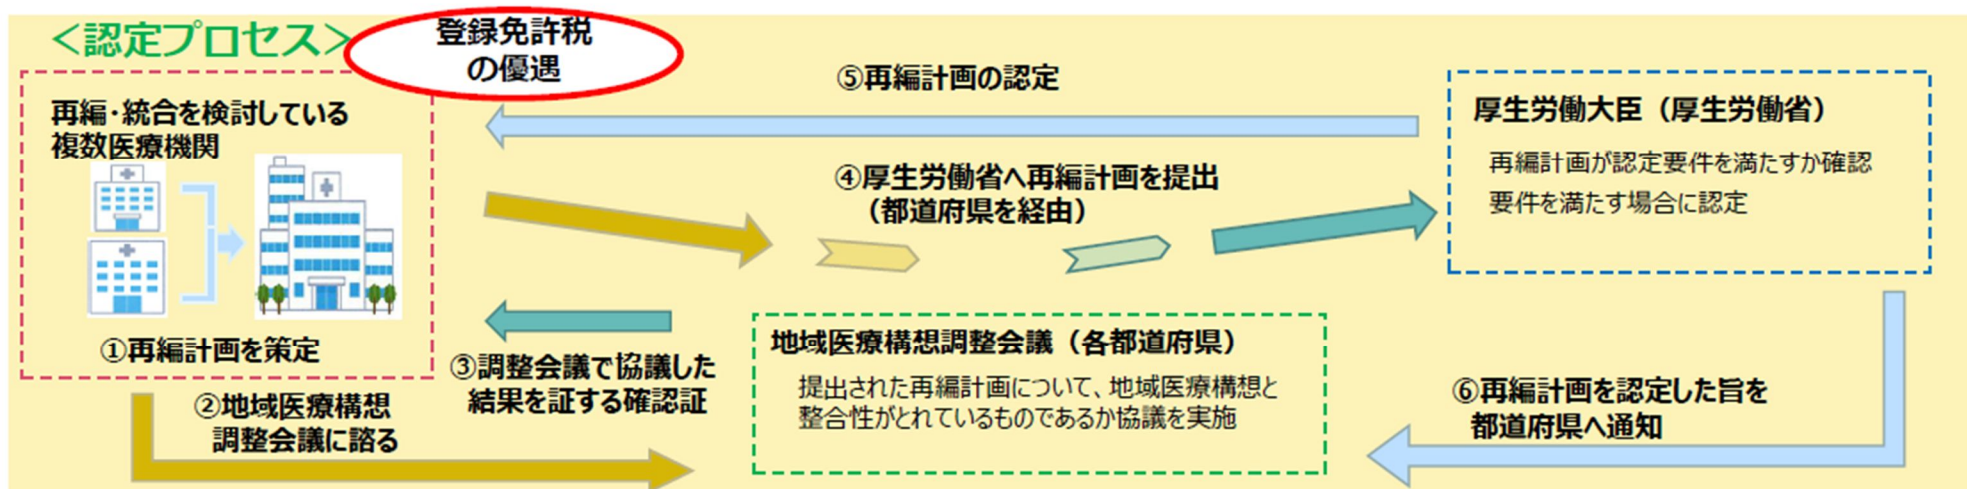 <認定プロセス>
登録免許税
の優遇
再編・統合を検討している
複数医療機関
①再編計画を策定
②地域医療構想
調整会議に諮る
③調整会議で協議した
結果を証する確認証
④厚生労働省へ再編計画を提出
(都道府県を経由)
⑤再編計画の認定
厚生労働大臣(厚生労働省)
再編計画が認定要件を満たすか確認
要件を満たす場合に認定
地域医療構想調整会議(各都道府県)
提出された再編計画について、地域医療構想と
整合性がとれているものであるか協議を実施
⑥再編計画を認定した旨を
都道府県へ通知